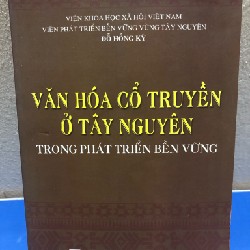 VIỆN KHOA HỌC XÃ HỘI VIỆT NAM
VIỆN PHÁT TRIỂN BỀN VỮNG VÙNG TÂY NGUYÊN
ĐỖ HỒNG KỲ
VĂN HÓA CỔ TRUYỀN
Ở TÂY NGUYÊN
TRONG PHÁT TRIỂN BỀN VỮNG